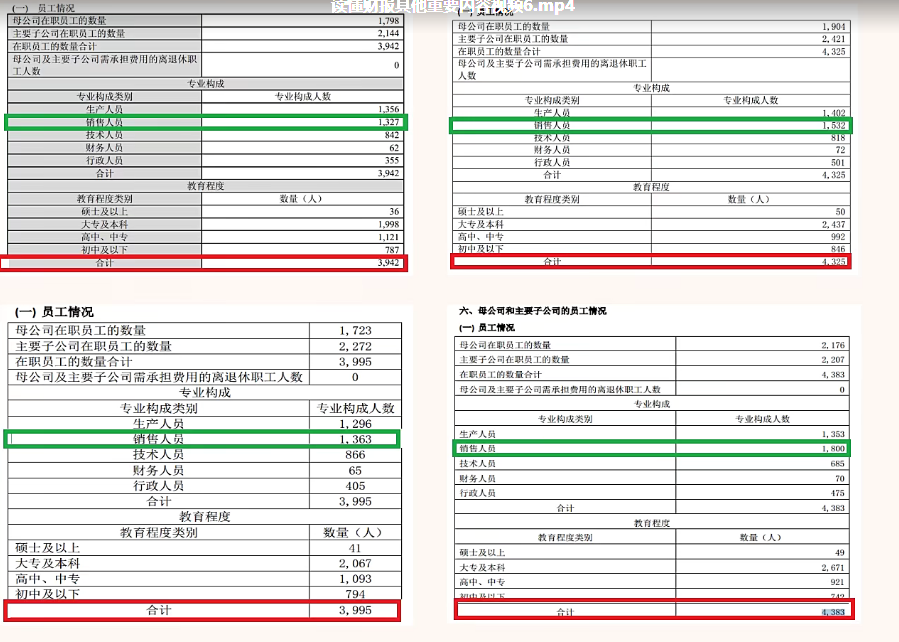 读懂财报其他重要内容视频6.mp4
(一) 员工情况
母公司在职员工的数量 1,798
主要子公司在职员工的数量 2,144
在职员工的数量合计 3,942
母公司及主要子公司需承担费用的离退休职
工人数 0
专业构成
专业构成类别 专业构成人数
生产人员 1,356
销售人员 1,327
技术人员 842
财务人员 62
行政人员 355
合计 3,942
教育程度
教育程度类别 数量（人）
硕士及以上 36
大专及本科 1,998
高中、中专 1,121
初中及以下 787
合计 3,942
(一) 员工情况
母公司在职员工的数量 1,904
主要子公司在职员工的数量 2,421
在职员工的数量合计 4,325
母公司及主要子公司需承担费用的离退休职工
人数
专业构成
专业构成类别 专业构成人数
生产人员 1,402
销售人员 1,532
技术人员 818
财务人员 72
行政人员 501
合计 4,325
教育程度
教育程度类别 数量（人）
硕士及以上 50
大专及本科 2,437
高中、中专 992
初中及以下 846
合计 4,325
(一) 员工情况
母公司在职员工的数量 1,723
主要子公司在职员工的数量 2,272
在职员工的数量合计 3,995
母公司及主要子公司需承担费用的离退休职工人数 0
专业构成
专业构成类别 专业构成人数
生产人员 1,296
销售人员 1,363
技术人员 866
财务人员 65
行政人员 405
合计 3,995
教育程度
教育程度类别 数量（人）
硕士及以上 41
大专及本科 2,067
高中、中专 1,093
初中及以下 794
合计 3,995
六、母公司和主要子公司的员工情况
(一) 员工情况
母公司在职员工的数量 2,176
主要子公司在职员工的数量 2,207
在职员工的数量合计 4,383
母公司及主要子公司需承担费用的离退休职工人数 0
专业构成
专业构成类别 专业构成人数
生产人员 1,353
销售人员 1,800
技术人员 685
财务人员 70
行政人员 475
合计 4,383
教育程度
教育程度类别 数量（人）
硕士及以上 49
大专及本科 2,671
高中、中专 921
初中及以下 742
合计 4,383